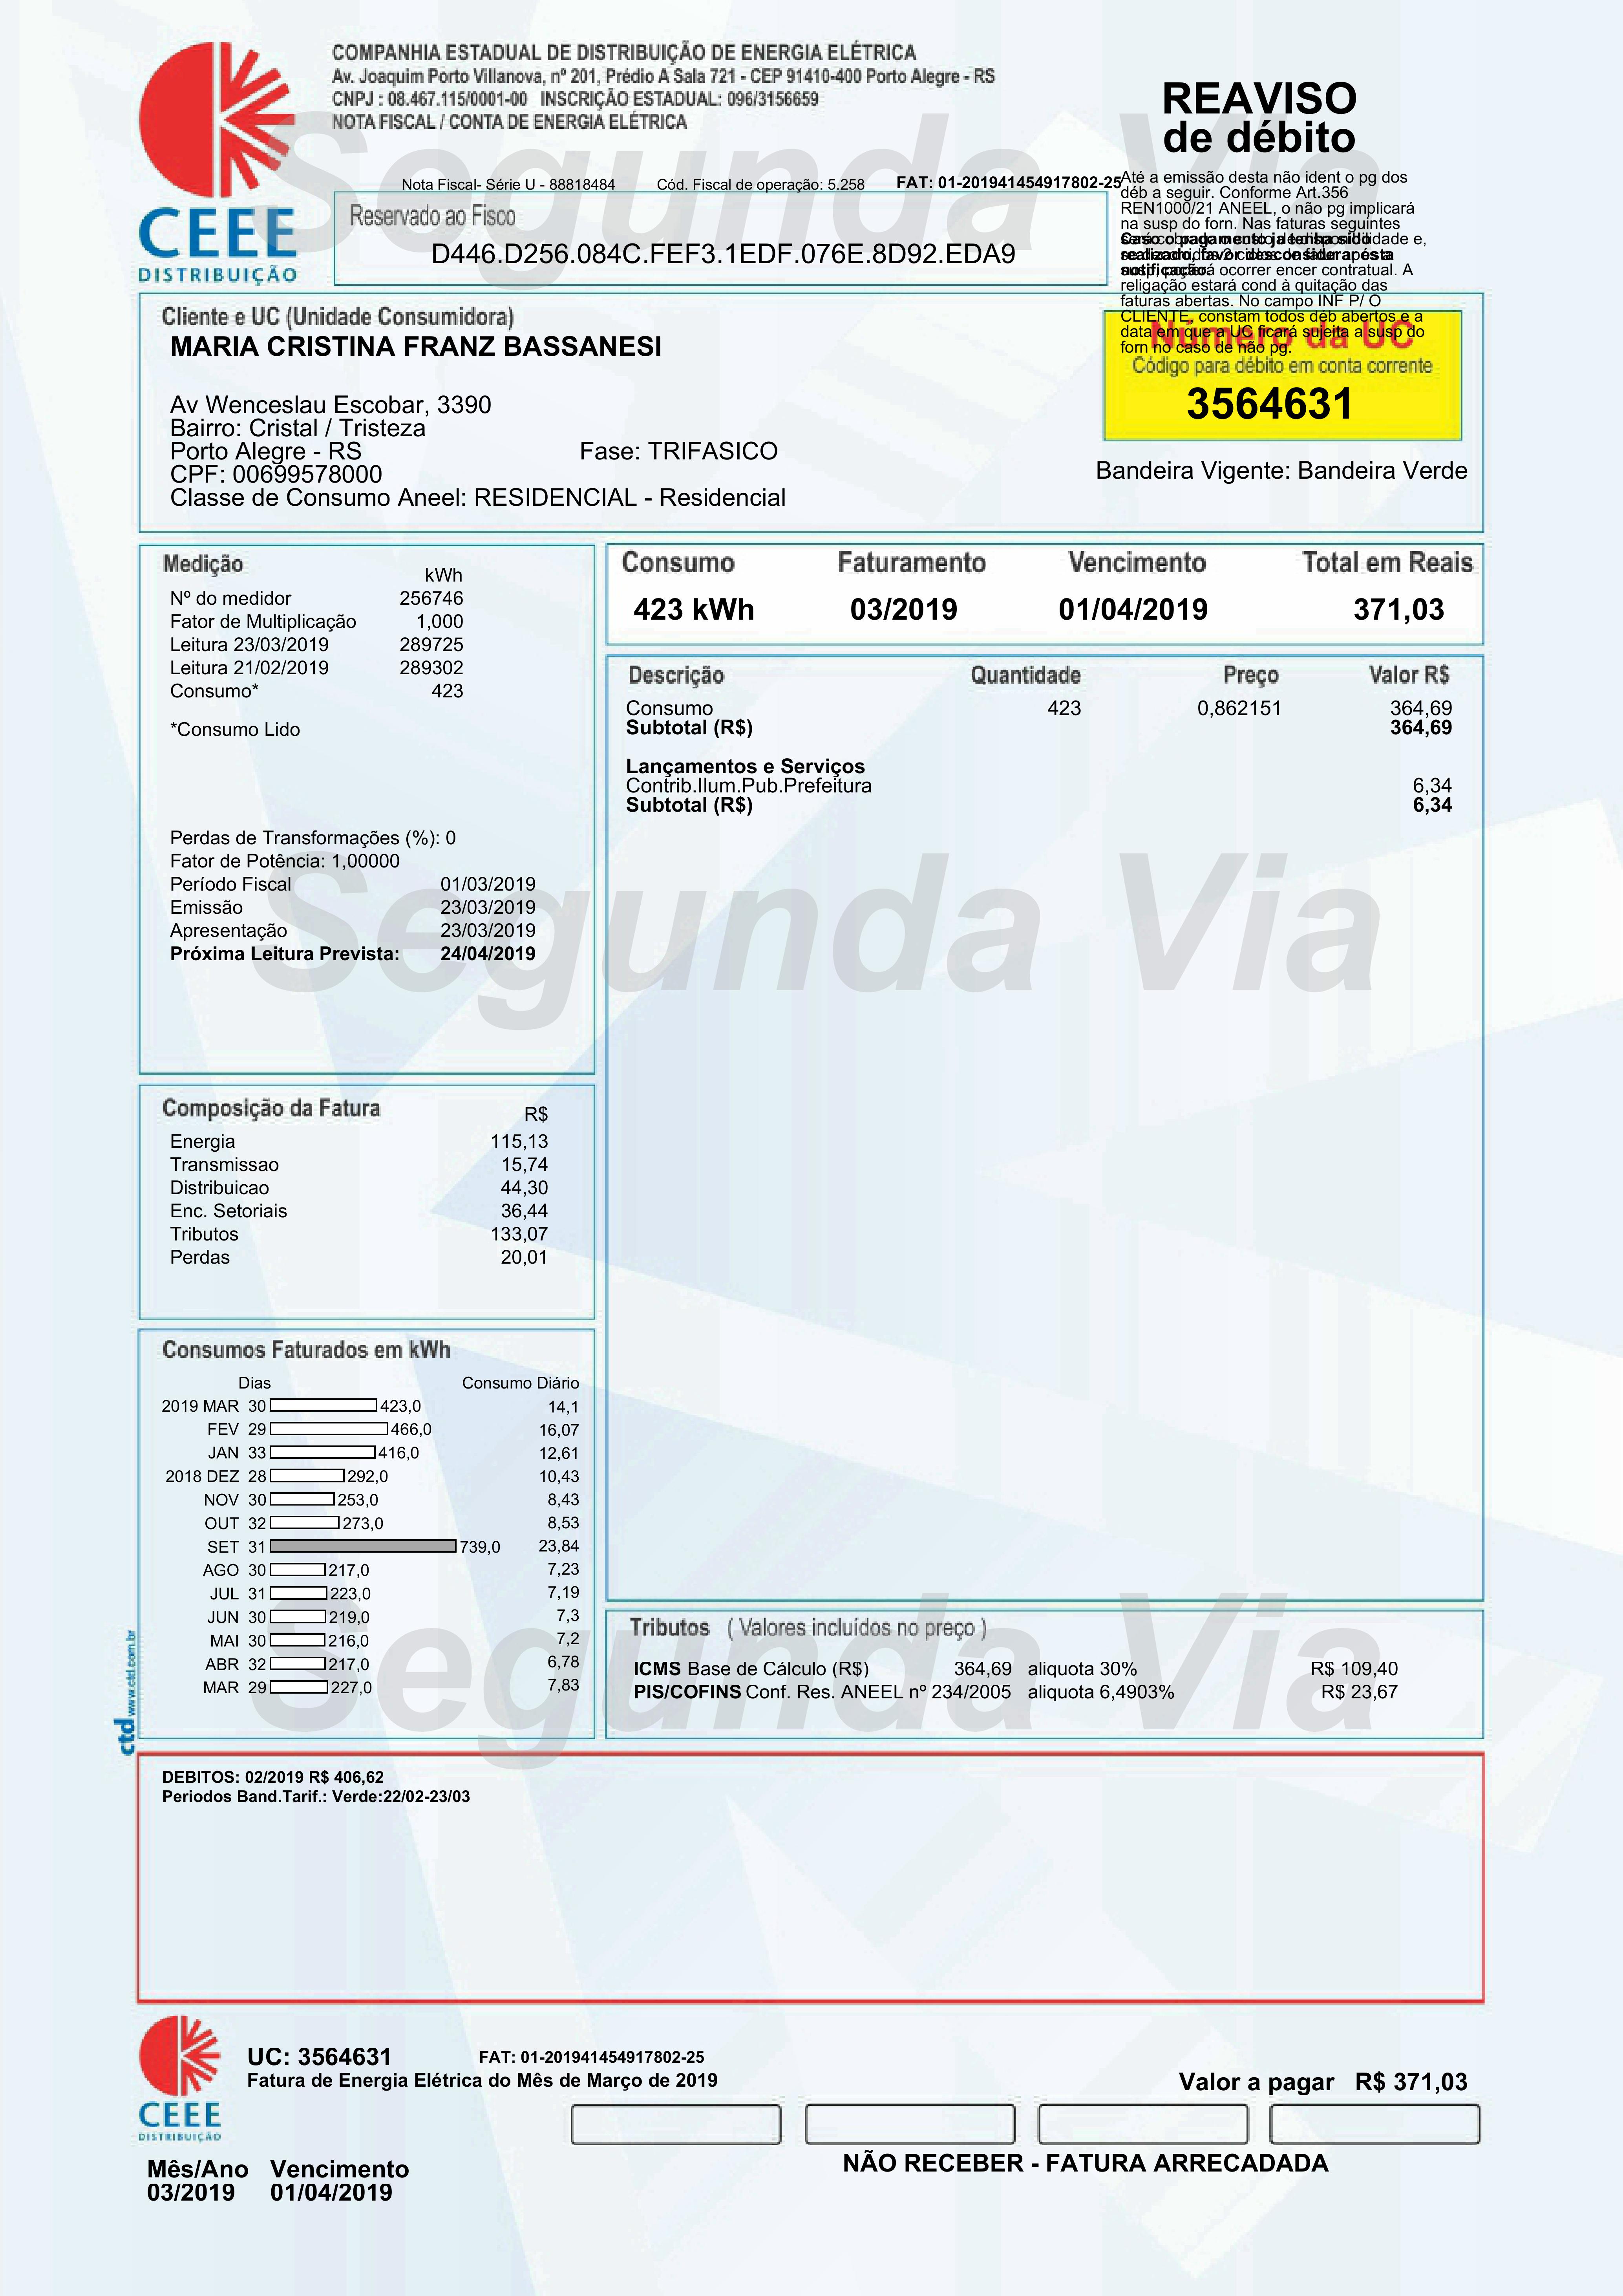 COMPANHIA ESTADUAL DE DISTRIBUIÇÃO DE ENERGIA ELÉTRICA
Av. Joaquim Porto Villanova, nº 201, Prédio A Sala 721 - CEP 91410-400 Porto Alegre - RS
CNPJ : 08.467.115/0001-00 INSCRIÇÃO ESTADUAL: 096/3156659
NOTA FISCAL / CONTA DE ENERGIA ELÉTRICA
CEEE
DISTRIBUIÇÃO
REAVISO
de débito
Segunda Via
Nota Fiscal- Série U - 88818484 Cód. Fiscal de operação: 5.258 FAT: 01-201941454917802-25
Reservado ao Fisco
D446.D256.084C.FEF3.1EDF.076E.8D92.EDA9
Até a emissão desta não ident o pg dos
déb a seguir. Conforme Art.356
REN1000/21 ANEEL, o não pg implicará
na susp do forn. Nas faturas seguintes
Caso o pagamento ja tenha sido
realizado, favor desconsiderar esta
notificação.
ocorrer encer contratual. A
religação estará cond à quitação das
faturas abertas. No campo INF P/ O
CLIENTE, constam todos déb abertos e a
data em que a UC ficará sujeita a susp do
forn no caso de não pg.
Cliente e UC (Unidade Consumidora)
MARIA CRISTINA FRANZ BASSANESI
Av Wenceslau Escobar, 3390
Bairro: Cristal / Tristeza
Porto Alegre - RS Fase: TRIFASICO
CPF: 00699578000
Classe de Consumo Aneel: RESIDENCIAL - Residencial
Número da UC
Código para débito em conta corrente
3564631
Bandeira Vigente: Bandeira Verde
Medição
kWh
Nº do medidor 256746
Fator de Multiplicação 1,000
Leitura 23/03/2019 289725
Leitura 21/02/2019 289302
Consumo* 423
*Consumo Lido
Perdas de Transformações (%): 0
Fator de Potência: 1,00000
Período Fiscal 01/03/2019
Emissão 23/03/2019
Apresentação 23/03/2019
Próxima Leitura Prevista: 24/04/2019
Consumo Faturamento Vencimento Total em Reais
423 kWh 03/2019 01/04/2019 371,03
Descrição Quantidade Preço Valor R$
Consumo 423 0,862151 364,69
Subtotal (R$) 364,69
Lançamentos e Serviços
Contrib.Ilum.Pub.Prefeitura 6,34
Subtotal (R$) 6,34
Segunda Via
Composição da Fatura R$
Energia 115,13
Transmissao 15,74
Distribuicao 44,30
Enc. Setoriais 36,44
Tributos 133,07
Perdas 20,01
Consumos Faturados em kWh
Dias Consumo Diário
2019 MAR 30 423,0 14,1
FEV 29 466,0 16,07
JAN 33 416,0 12,61
2018 DEZ 28 292,0 10,43
NOV 30 253,0 8,43
OUT 32 273,0 8,53
SET 31 739,0 23,84
AGO 30 217,0 7,23
JUL 31 223,0 7,19
JUN 30 219,0 7,3
MAI 30 216,0 7,2
ABR 32 217,0 6,78
MAR 29 227,0 7,83
ctd www.ctd.com.br
Segunda Via
Tributos ( Valores incluídos no preço )
ICMS Base de Cálculo (R$) 364,69 aliquota 30% R$ 109,40
PIS/COFINS Conf. Res. ANEEL nº 234/2005 aliquota 6,4903% R$ 23,67
DEBITOS: 02/2019 R$ 406,62
Periodos Band.Tarif.: Verde:22/02-23/03
CEEE
DISTRIBUIÇÃO
UC: 3564631 FAT: 01-201941454917802-25
Fatura de Energia Elétrica do Mês de Março de 2019
Valor a pagar R$ 371,03
NÃO RECEBER - FATURA ARRECADADA
Mês/Ano Vencimento
03/2019 01/04/2019